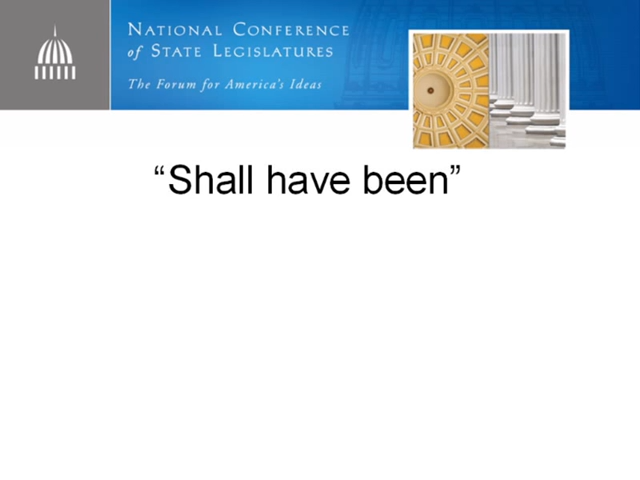 NATIONAL CONFERENCE
of STATE LEGISLATURES
The Forum for America's Ideas
“Shall have been”